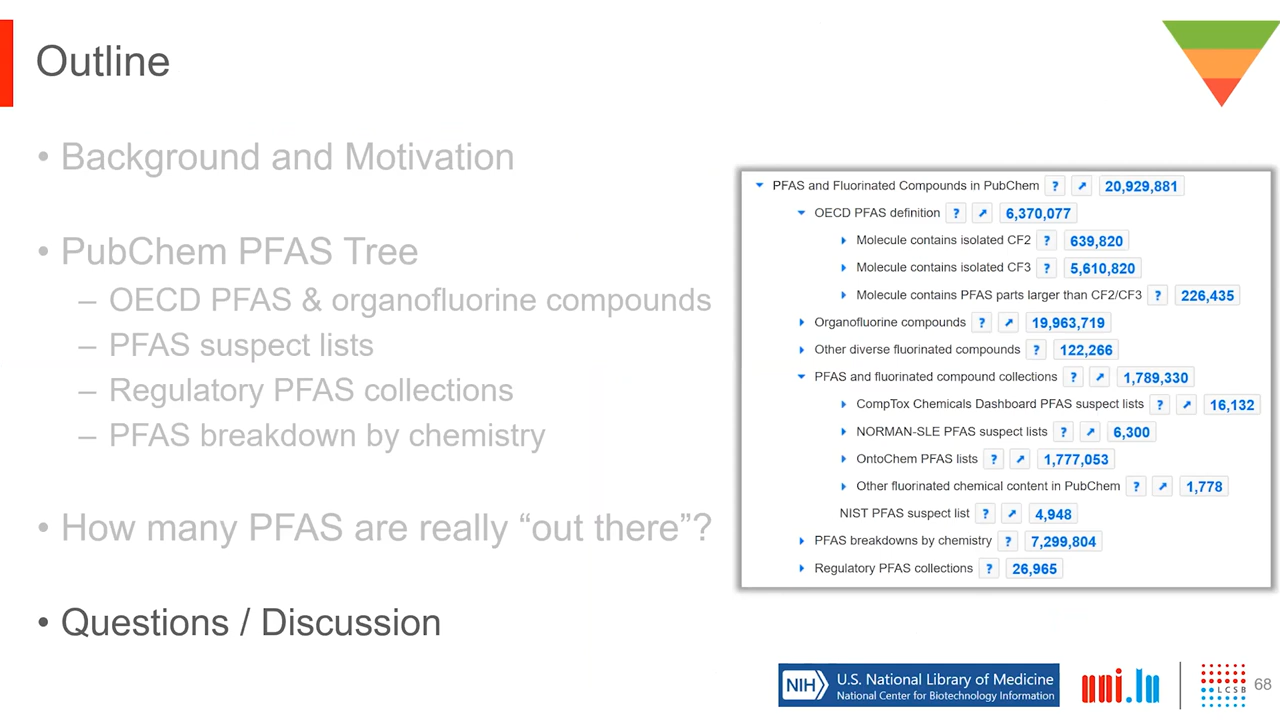 Outline
• Background and Motivation
• PubChem PFAS Tree
– OECD PFAS & organofluorine compounds
– PFAS suspect lists
– Regulatory PFAS collections
– PFAS breakdown by chemistry
• How many PFAS are really “out there”?
• Questions / Discussion
PFAS and Fluorinated Compounds in PubChem ? 20,929,881
OECD PFAS definition ? 6,370,077
Molecule contains isolated CF2 ? 639,820
Molecule contains isolated CF3 ? 5,610,820
Molecule contains PFAS parts larger than CF2/CF3 ? 226,435
Organofluorine compounds ? 19,963,719
Other diverse fluorinated compounds ? 122,266
PFAS and fluorinated compound collections ? 1,789,330
CompTox Chemicals Dashboard PFAS suspect lists ? 16,132
NORMAN-SLE PFAS suspect lists ? 6,300
OntoChem PFAS lists ? 1,777,053
Other fluorinated chemical content in PubChem ? 1,778
NIST PFAS suspect list ? 4,948
PFAS breakdowns by chemistry ? 7,299,804
Regulatory PFAS collections ? 26,965
NIH U.S. National Library of Medicine
National Center for Biotechnology Information
uni.lu
LCSB
68